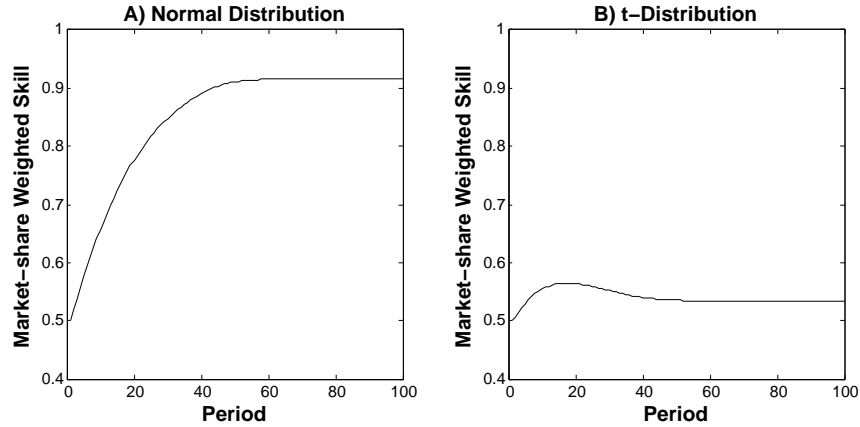 A) Normal Distribution
Market-share Weighted Skill
1
0.9
0.8
0.7
0.6
0.5
0.4
0 20 40 60 80 100
Period
B) t-Distribution
Market-share Weighted Skill
1
0.9
0.8
0.7
0.6
0.5
0.4
0 20 40 60 80 100
Period